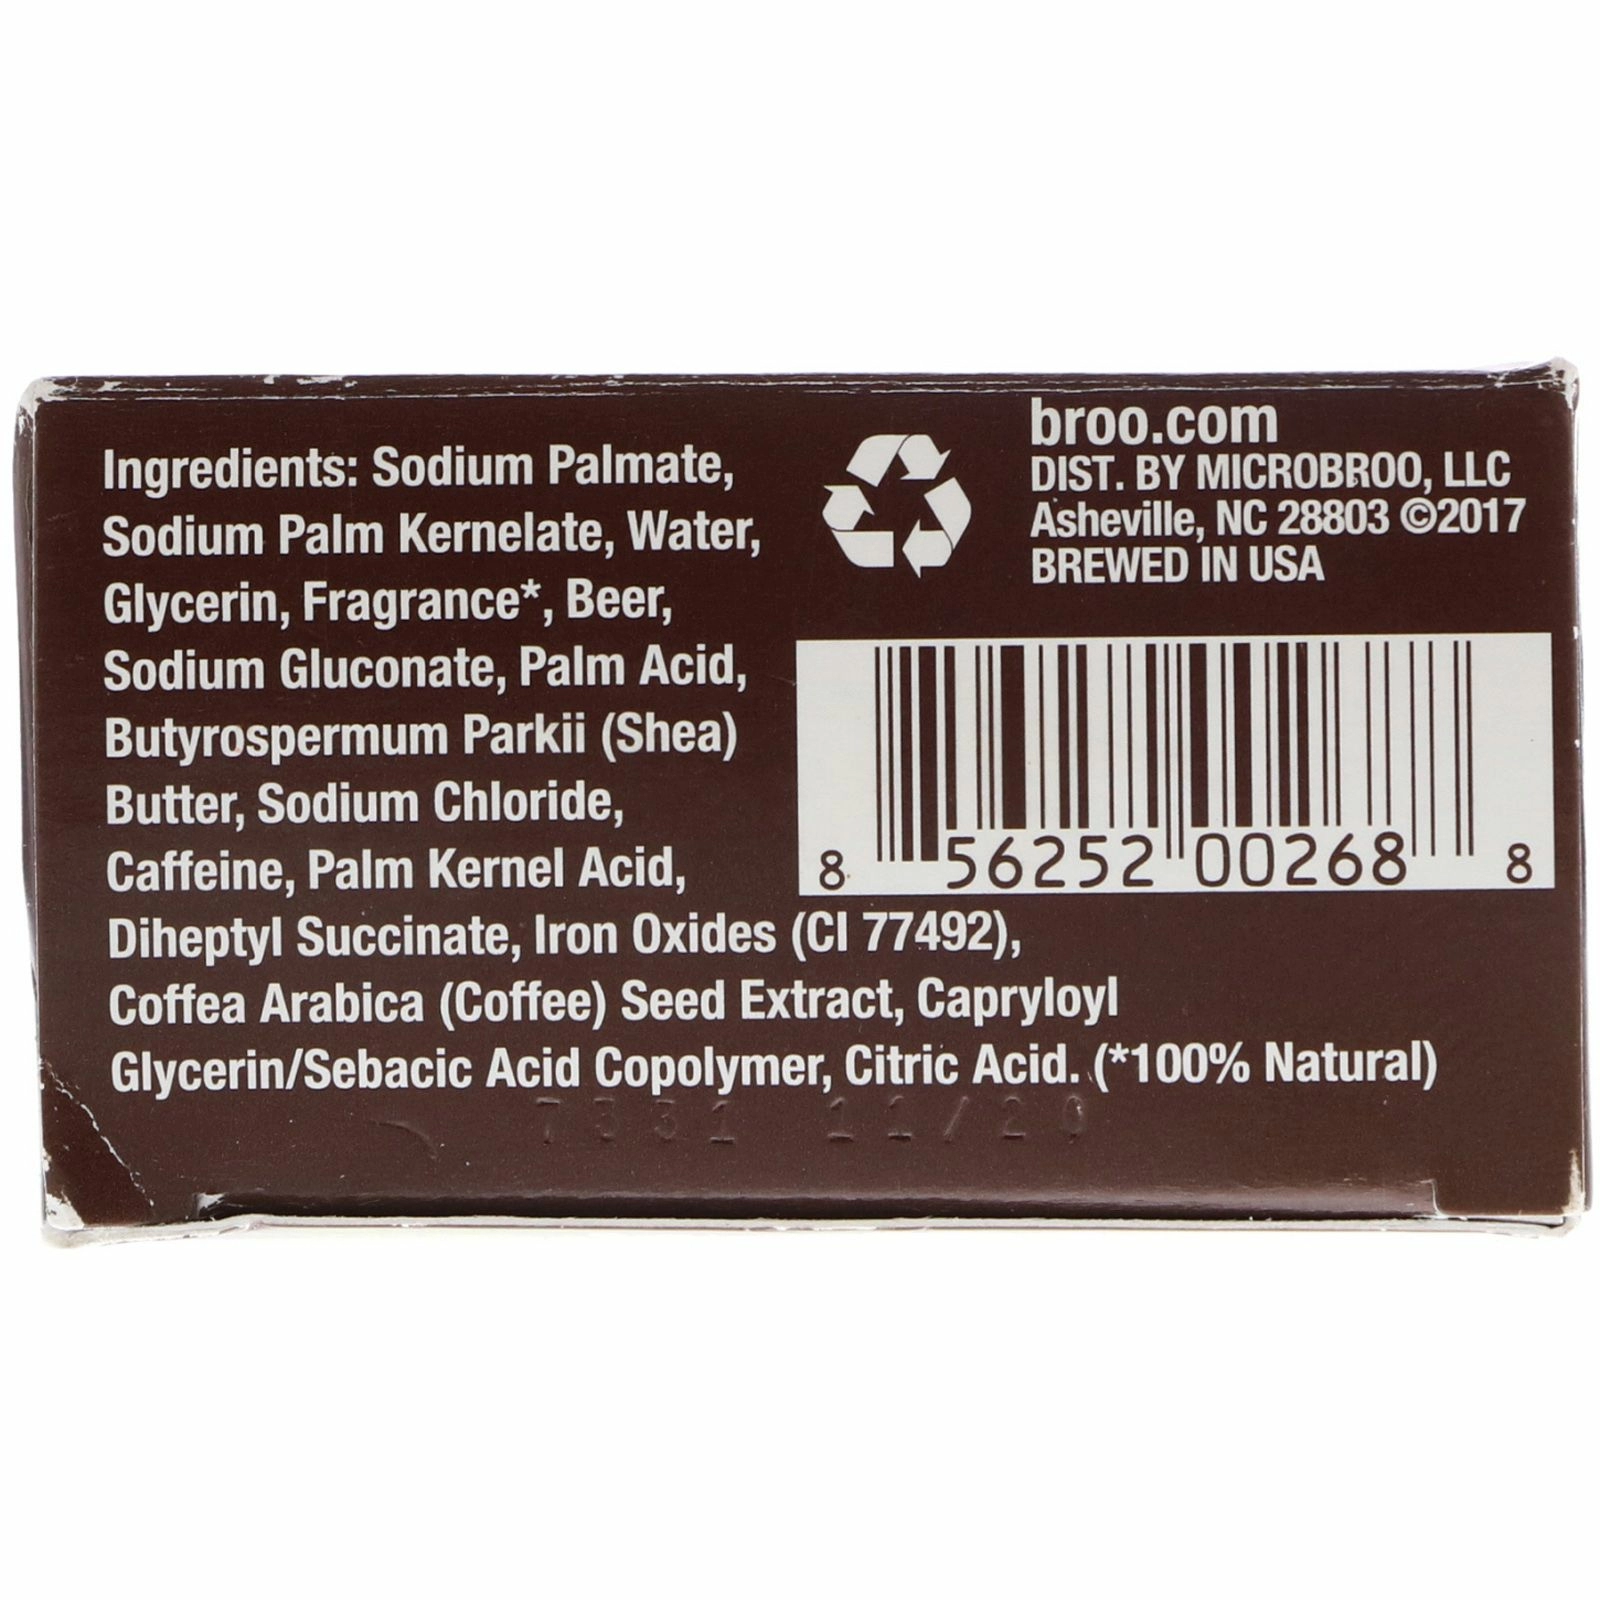 Ingredients: Sodium Palmate,
Sodium Palm Kernelate, Water,
Glycerin, Fragrance*, Beer,
Sodium Gluconate, Palm Acid,
Butyrospermum Parkii (Shea)
Butter, Sodium Chloride,
Caffeine, Palm Kernel Acid,
Diheptyl Succinate, Iron Oxides (CI 77492),
Coffea Arabica (Coffee) Seed Extract, Capryloyl
Glycerin/Sebacic Acid Copolymer, Citric Acid. (*100% Natural)
broo.com
DIST. BY MICROBROO, LLC
Asheville, NC 28803 ©2017
BREWED IN USA
8 56252 00268 8
7331 11/20